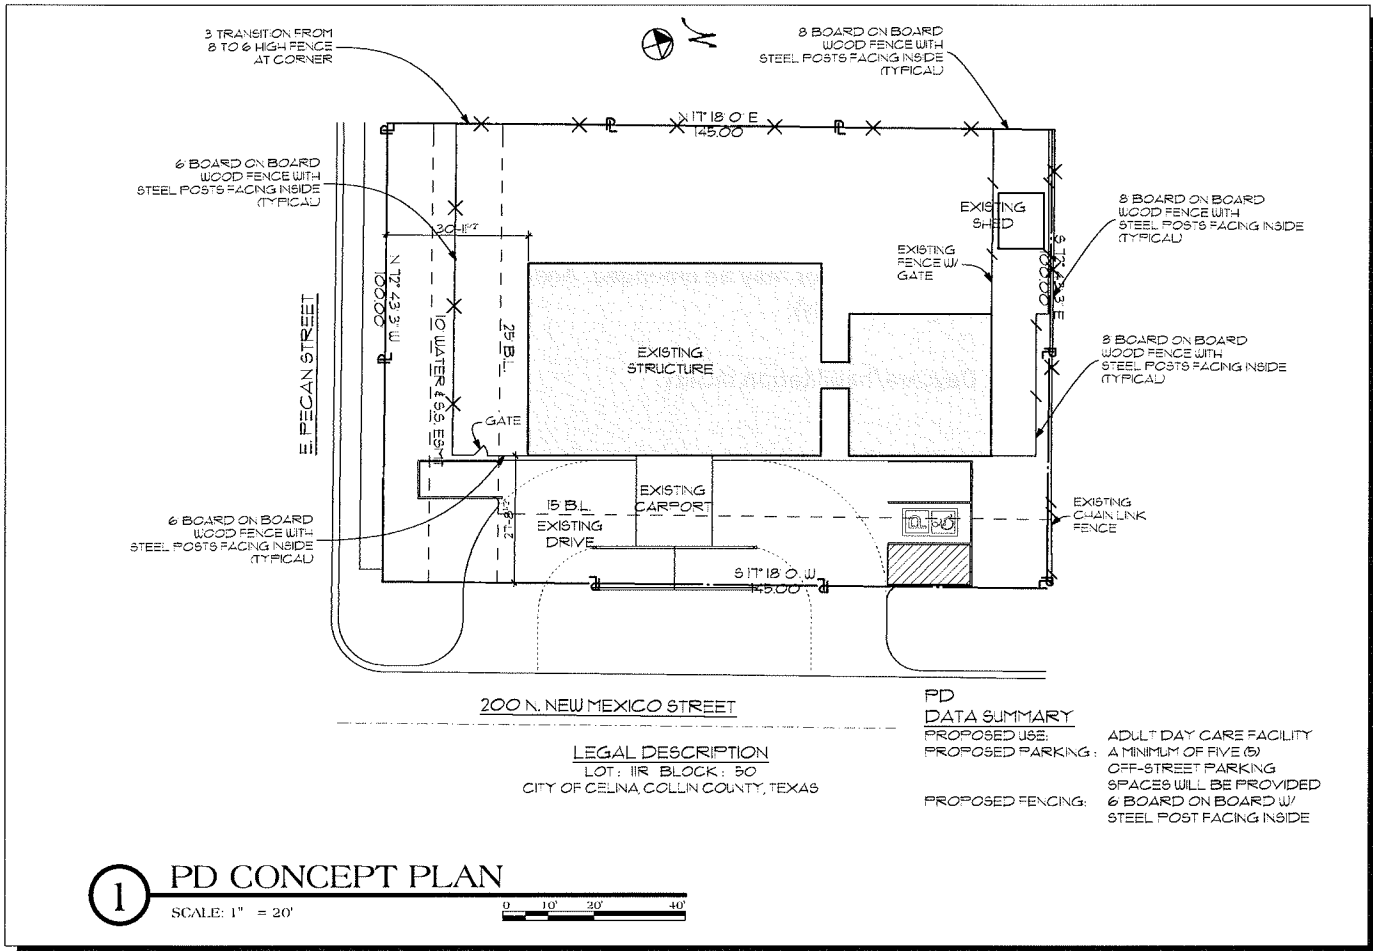 3 TRANSITION FROM
8 TO 6 HIGH FENCE
AT CORNER
N
8 BOARD ON BOARD
WOOD FENCE WITH
STEEL POSTS FACING INSIDE
(TYPICAL)
N 17° 18' 0" E
145.00
6 BOARD ON BOARD
WOOD FENCE WITH
STEEL POSTS FACING INSIDE
(TYPICAL)
EXISTING
SHED
8 BOARD ON BOARD
WOOD FENCE WITH
STEEL POSTS FACING INSIDE
(TYPICAL)
EXISTING
FENCE W/
GATE
S 72° 43' 3" E
100.00
N 72° 43' 3" W
100.00
E. PECAN STREET
10 WATER & S.S. ESM'T
25' B.L.
EXISTING
STRUCTURE
8 BOARD ON BOARD
WOOD FENCE WITH
STEEL POSTS FACING INSIDE
(TYPICAL)
GATE
6 BOARD ON BOARD
WOOD FENCE WITH
STEEL POSTS FACING INSIDE
(TYPICAL)
15' B.L.
EXISTING
DRIVE
EXISTING
CARPORT
EXISTING
CHAIN LINK
FENCE
S 17° 18' 0" W
145.00
200 N. NEW MEXICO STREET
LEGAL DESCRIPTION
LOT: 11R BLOCK: 50
CITY OF CELINA, COLLIN COUNTY, TEXAS
PD
DATA SUMMARY
PROPOSED USE: ADULT DAY CARE FACILITY
PROPOSED PARKING: A MINIMUM OF FIVE (5)
OFF-STREET PARKING
SPACES WILL BE PROVIDED
PROPOSED FENCING: 6' BOARD ON BOARD W/
STEEL POST FACING INSIDE
1 PD CONCEPT PLAN
SCALE: 1" = 20'
0 10' 20' 40'